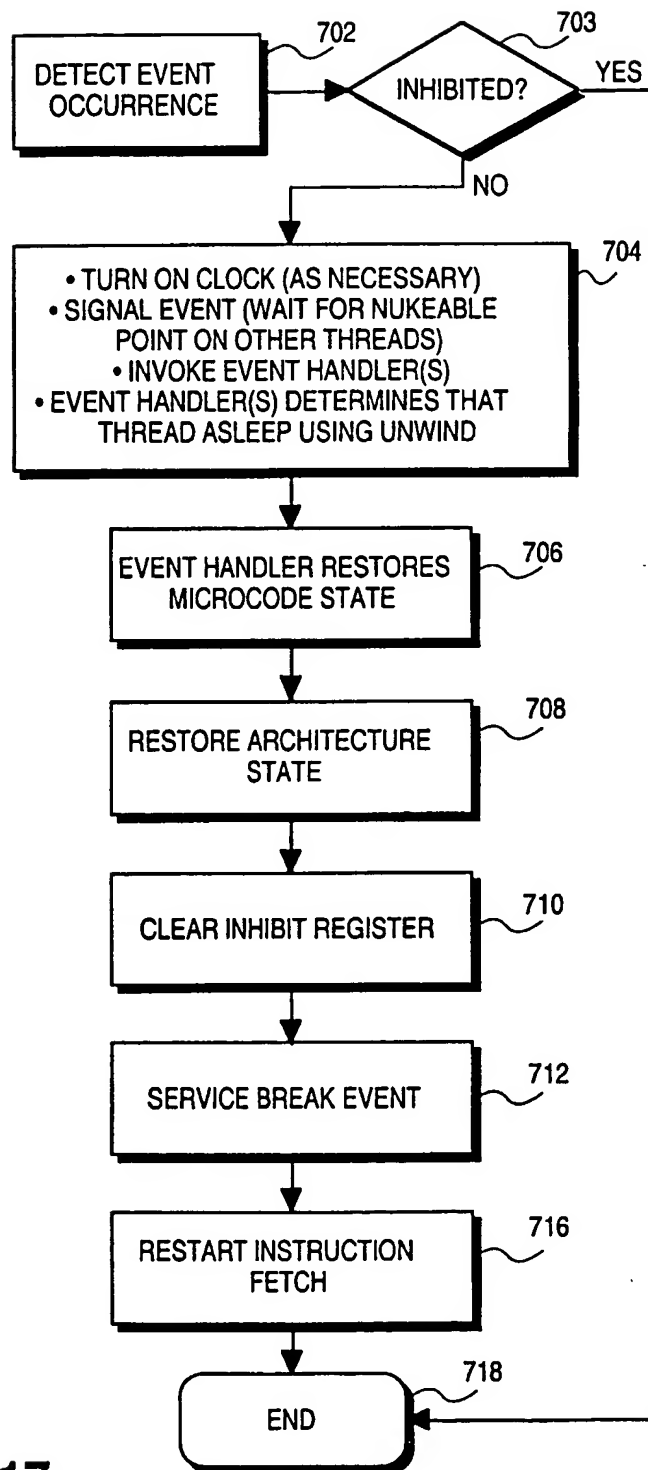 702
703
DETECT EVENT
OCCURRENCE
INHIBITED?
YES
NO
704
• TURN ON CLOCK (AS NECESSARY)
• SIGNAL EVENT (WAIT FOR NUKEABLE
POINT ON OTHER THREADS)
• INVOKE EVENT HANDLER(S)
• EVENT HANDLER(S) DETERMINES THAT
THREAD ASLEEP USING UNWIND
706
EVENT HANDLER RESTORES
MICROCODE STATE
708
RESTORE ARCHITECTURE
STATE
710
CLEAR INHIBIT REGISTER
712
SERVICE BREAK EVENT
716
RESTART INSTRUCTION
FETCH
718
END